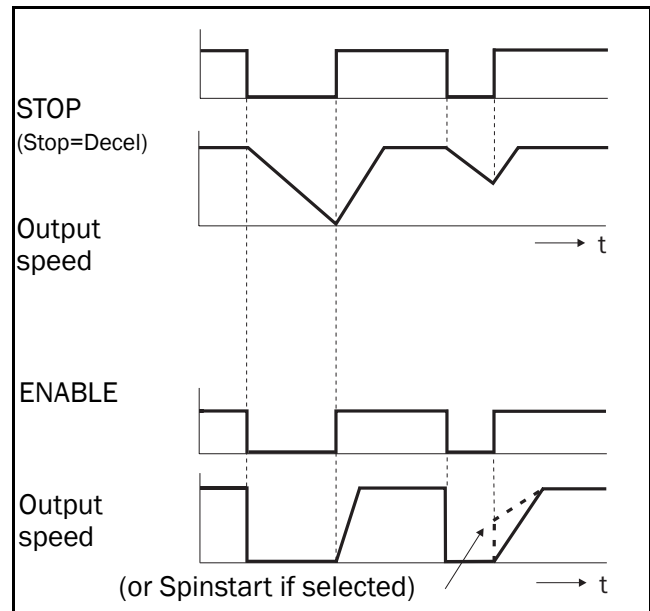 STOP
(Stop=Decel)
Output
speed
t
ENABLE
Output
speed
(or Spinstart if selected)
t